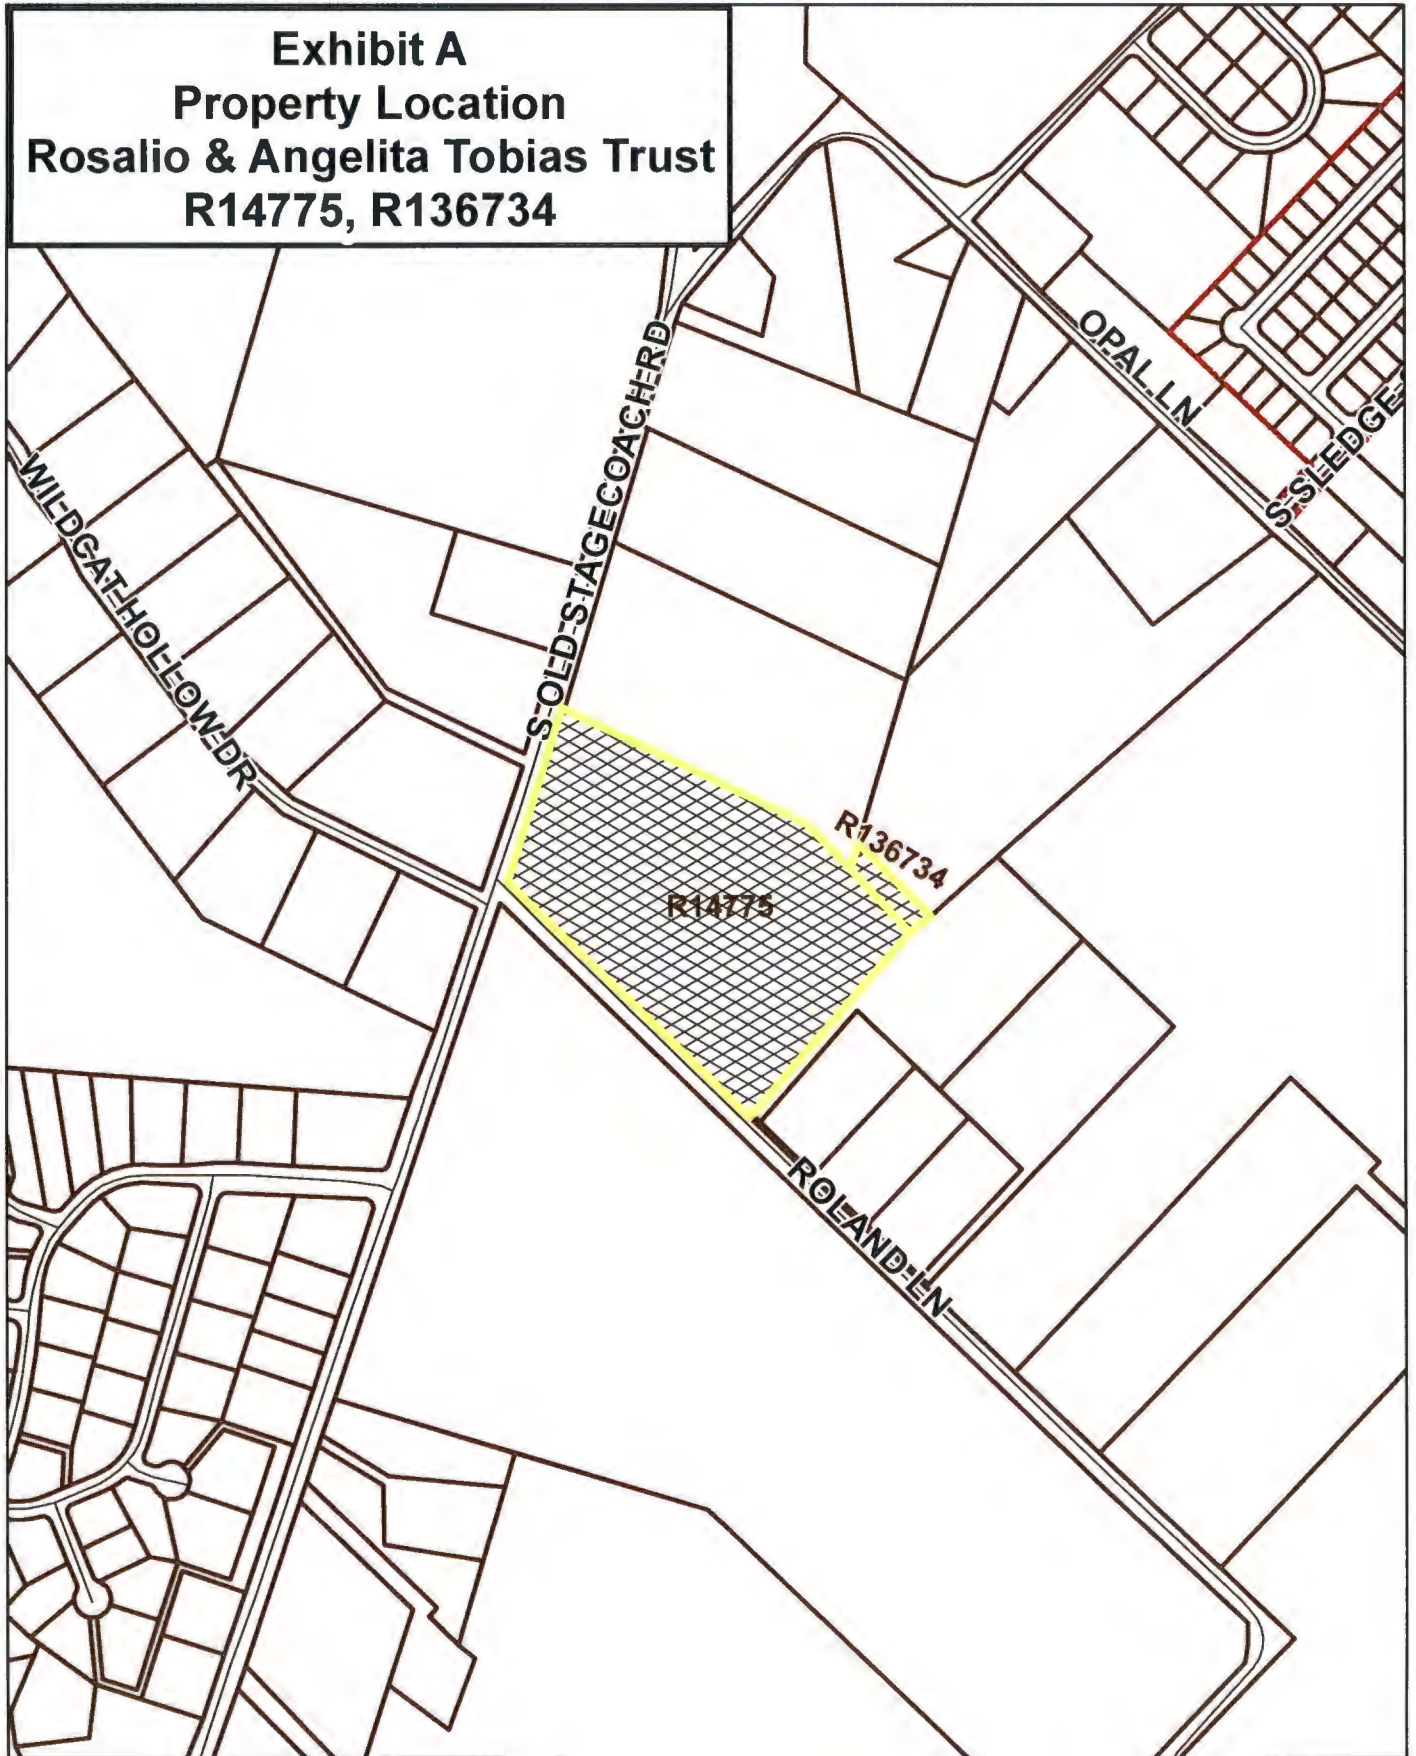 Exhibit A
Property Location
Rosalio & Angelita Tobias Trust
R14775, R136734
OPAL LN
S OLD STAGECOACH RD
S SLEDGE
WILDCAT HOLLOW DR
R136734
R14775
ROLAND LN